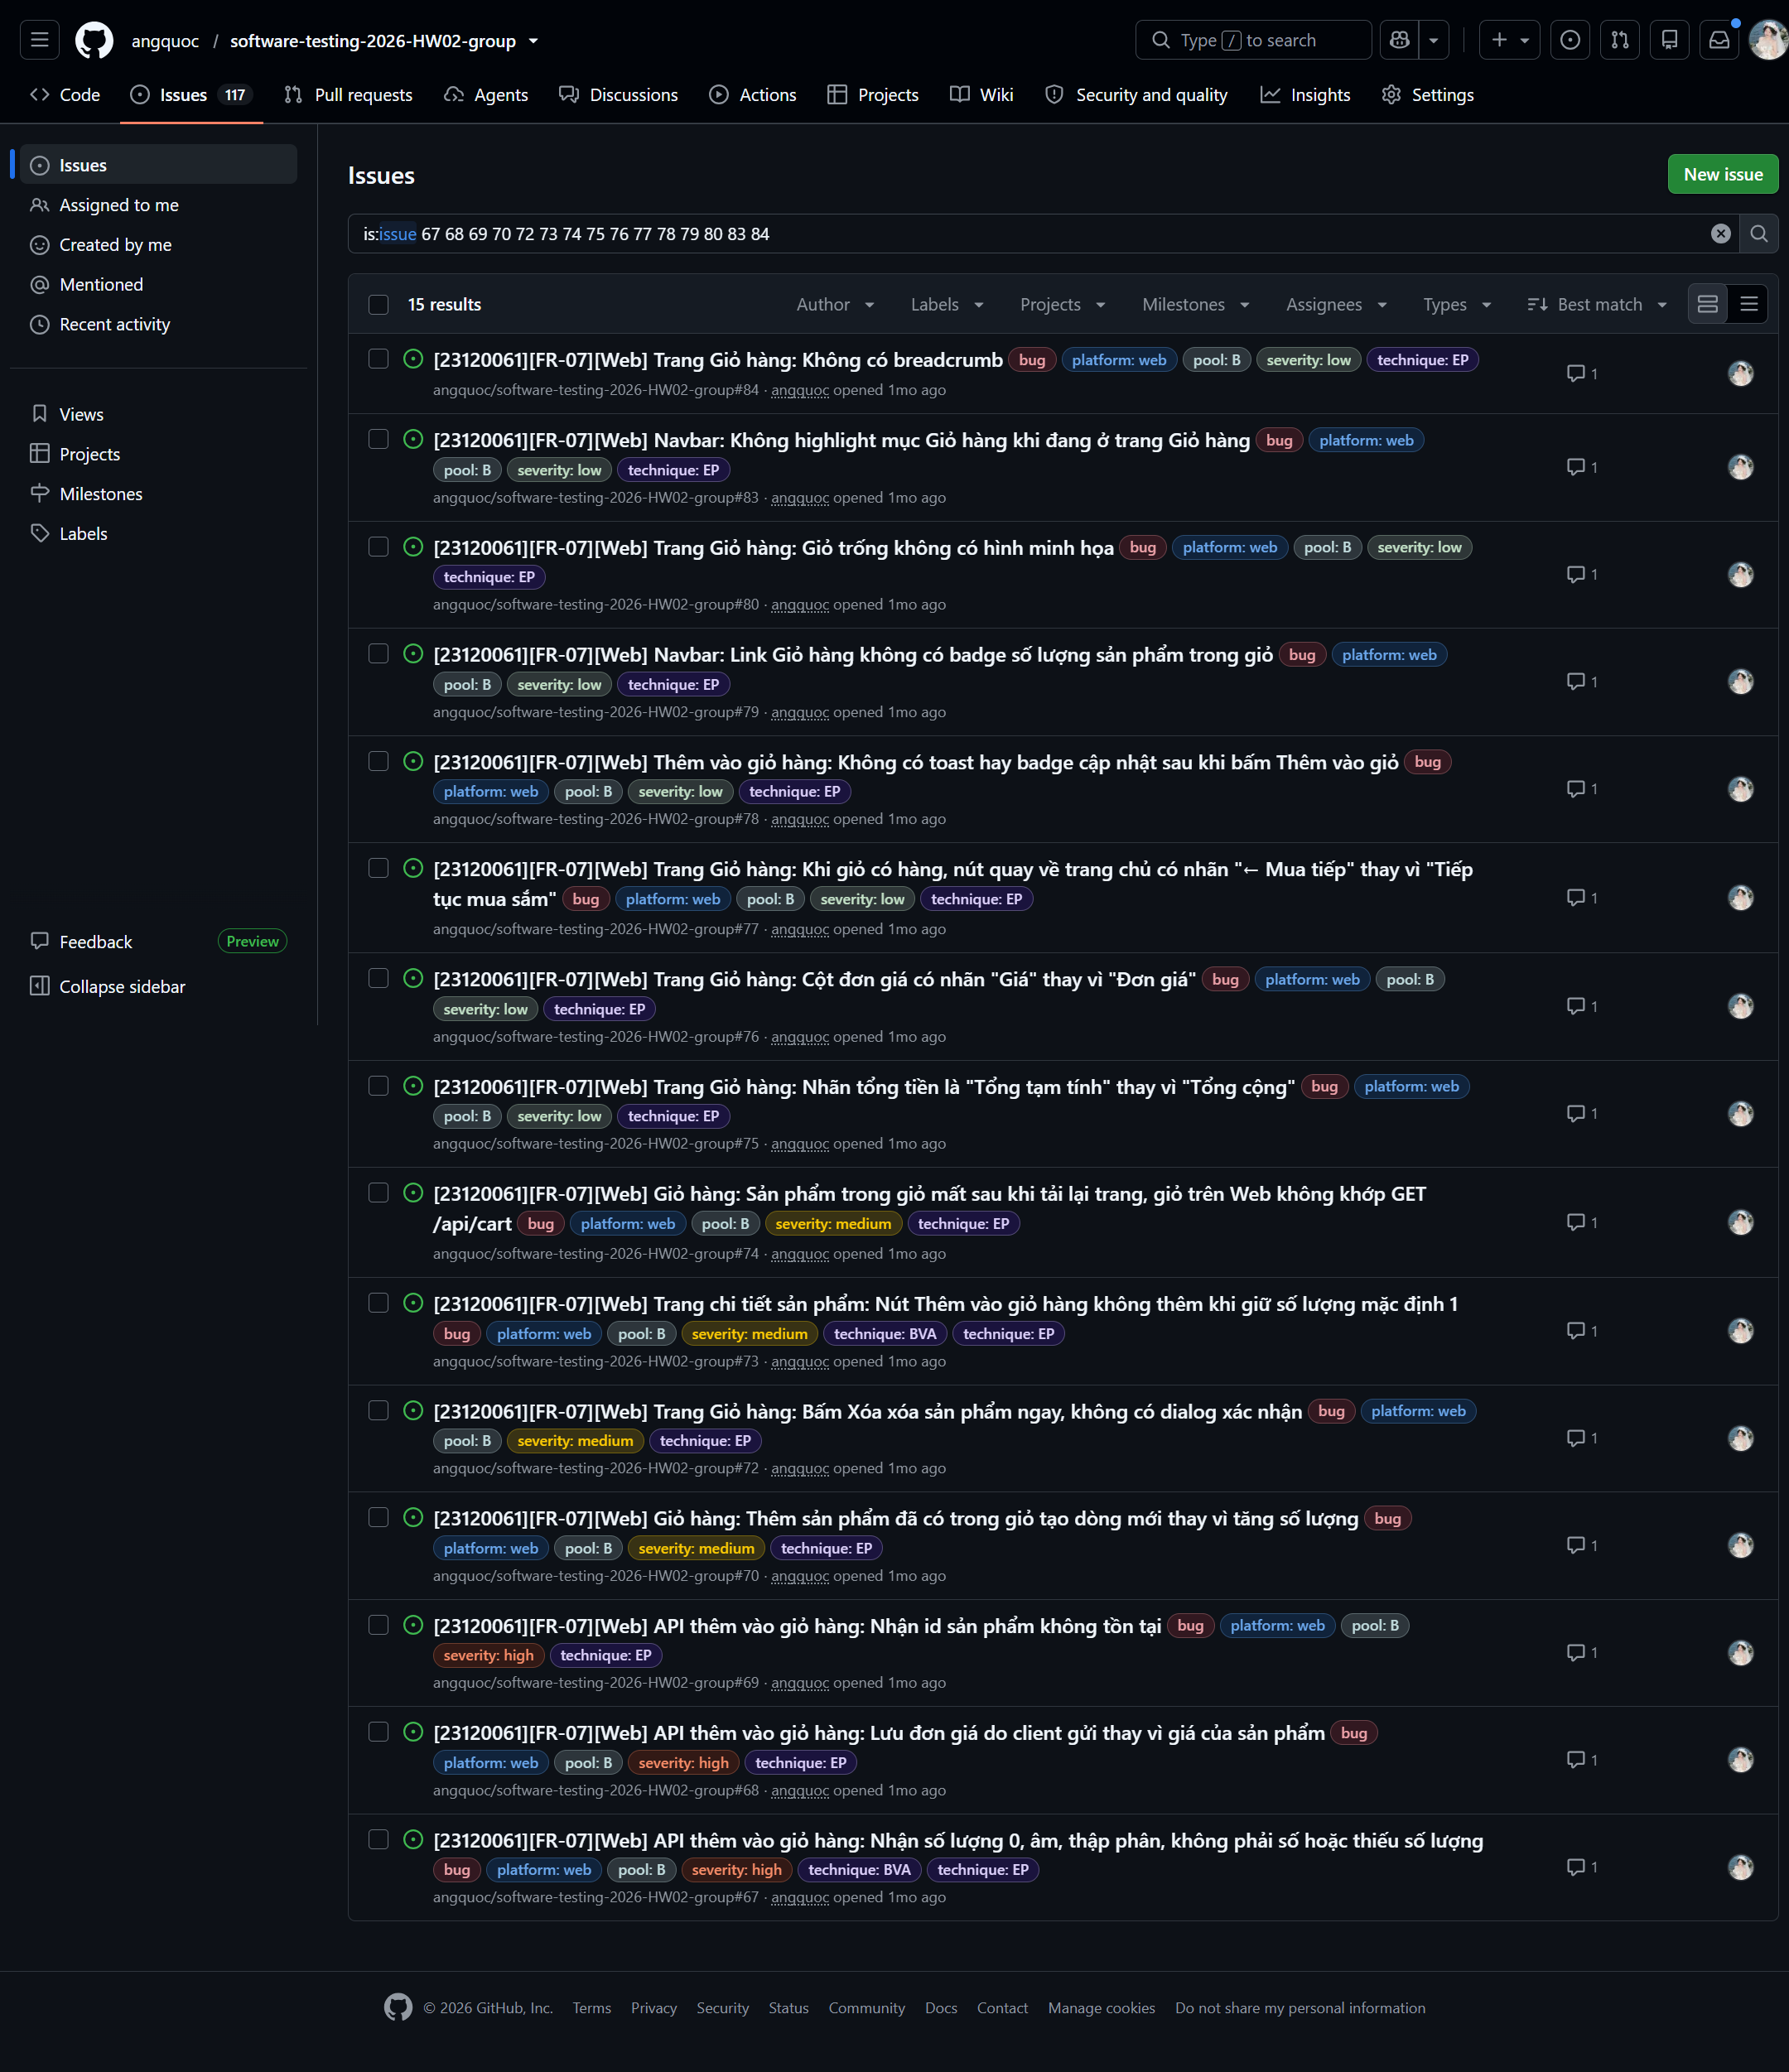 angquoc / software-testing-2026-HW02-group
Type / to search
Code
Issues 117
Pull requests
Agents
Discussions
Actions
Projects
Wiki
Security and quality
Insights
Settings
Issues
Assigned to me
Created by me
Mentioned
Recent activity
Views
Projects
Milestones
Labels
Feedback Preview
Collapse sidebar
Issues
New issue
is:issue 67 68 69 70 72 73 74 75 76 77 78 79 80 83 84
15 results Author Labels Projects Milestones Assignees Types Best match
[23120061][FR-07][Web] Trang Giỏ hàng: Không có breadcrumb bug platform: web pool: B severity: low technique: EP
angquoc/software-testing-2026-HW02-group#84 · angquoc opened 1mo ago
1
[23120061][FR-07][Web] Navbar: Không highlight mục Giỏ hàng khi đang ở trang Giỏ hàng bug platform: web
pool: B severity: low technique: EP
angquoc/software-testing-2026-HW02-group#83 · angquoc opened 1mo ago
1
[23120061][FR-07][Web] Trang Giỏ hàng: Giỏ trống không có hình minh họa bug platform: web pool: B severity: low
technique: EP
angquoc/software-testing-2026-HW02-group#80 · angquoc opened 1mo ago
1
[23120061][FR-07][Web] Navbar: Link Giỏ hàng không có badge số lượng sản phẩm trong giỏ bug platform: web
pool: B severity: low technique: EP
angquoc/software-testing-2026-HW02-group#79 · angquoc opened 1mo ago
1
[23120061][FR-07][Web] Thêm vào giỏ hàng: Không có toast hay badge cập nhật sau khi bấm Thêm vào giỏ bug
platform: web pool: B severity: low technique: EP
angquoc/software-testing-2026-HW02-group#78 · angquoc opened 1mo ago
1
[23120061][FR-07][Web] Trang Giỏ hàng: Khi giỏ có hàng, nút quay về trang chủ có nhãn "← Mua tiếp" thay vì "Tiếp
tục mua sắm" bug platform: web pool: B severity: low technique: EP
angquoc/software-testing-2026-HW02-group#77 · angquoc opened 1mo ago
1
[23120061][FR-07][Web] Trang Giỏ hàng: Cột đơn giá có nhãn "Giá" thay vì "Đơn giá" bug platform: web pool: B
severity: low technique: EP
angquoc/software-testing-2026-HW02-group#76 · angquoc opened 1mo ago
1
[23120061][FR-07][Web] Trang Giỏ hàng: Nhãn tổng tiền là "Tổng tạm tính" thay vì "Tổng cộng" bug platform: web
pool: B severity: low technique: EP
angquoc/software-testing-2026-HW02-group#75 · angquoc opened 1mo ago
1
[23120061][FR-07][Web] Giỏ hàng: Sản phẩm trong giỏ mất sau khi tải lại trang, giỏ trên Web không khớp GET
/api/cart bug platform: web pool: B severity: medium technique: EP
angquoc/software-testing-2026-HW02-group#74 · angquoc opened 1mo ago
1
[23120061][FR-07][Web] Trang chi tiết sản phẩm: Nút Thêm vào giỏ hàng không thêm khi giữ số lượng mặc định 1
bug platform: web pool: B severity: medium technique: BVA technique: EP
angquoc/software-testing-2026-HW02-group#73 · angquoc opened 1mo ago
1
[23120061][FR-07][Web] Trang Giỏ hàng: Bấm Xóa xóa sản phẩm ngay, không có dialog xác nhận bug platform: web
pool: B severity: medium technique: EP
angquoc/software-testing-2026-HW02-group#72 · angquoc opened 1mo ago
1
[23120061][FR-07][Web] Giỏ hàng: Thêm sản phẩm đã có trong giỏ tạo dòng mới thay vì tăng số lượng bug
platform: web pool: B severity: medium technique: EP
angquoc/software-testing-2026-HW02-group#70 · angquoc opened 1mo ago
1
[23120061][FR-07][Web] API thêm vào giỏ hàng: Nhận id sản phẩm không tồn tại bug platform: web pool: B
severity: high technique: EP
angquoc/software-testing-2026-HW02-group#69 · angquoc opened 1mo ago
1
[23120061][FR-07][Web] API thêm vào giỏ hàng: Lưu đơn giá do client gửi thay vì giá của sản phẩm bug
platform: web pool: B severity: high technique: EP
angquoc/software-testing-2026-HW02-group#68 · angquoc opened 1mo ago
1
[23120061][FR-07][Web] API thêm vào giỏ hàng: Nhận số lượng 0, âm, thập phân, không phải số hoặc thiếu số lượng
bug platform: web pool: B severity: high technique: BVA technique: EP
angquoc/software-testing-2026-HW02-group#67 · angquoc opened 1mo ago
1
© 2026 GitHub, Inc. Terms Privacy Security Status Community Docs Contact Manage cookies Do not share my personal information